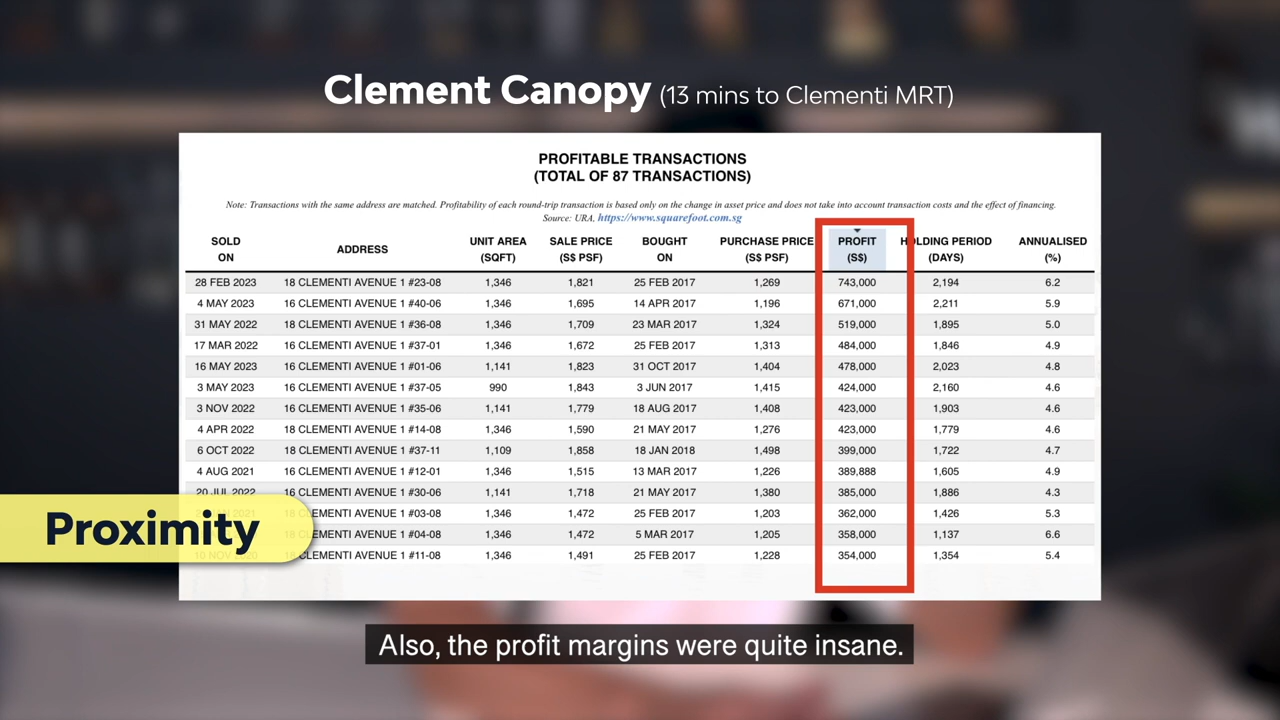 Clement Canopy (13 mins to Clementi MRT)
PROFITABLE TRANSACTIONS
(TOTAL OF 87 TRANSACTIONS)
Note: Transactions with the same address are matched. Profitability of each round-trip transaction is based only on the change in asset price and does not take into account transaction costs and the effect of financing.
Source: URA, https://www.squarefoot.com.sg
SOLD ON ADDRESS UNIT AREA (SQFT) SALE PRICE (S$ PSF) BOUGHT ON PURCHASE PRICE (S$ PSF) PROFIT (S$) HOLDING PERIOD (DAYS) ANNUALISED (%)
28 FEB 2023 18 CLEMENTI AVENUE 1 #23-08 1,346 1,821 25 FEB 2017 1,269 743,000 2,194 6.2
4 MAY 2023 16 CLEMENTI AVENUE 1 #40-06 1,346 1,695 14 APR 2017 1,196 671,000 2,211 5.9
31 MAY 2022 18 CLEMENTI AVENUE 1 #36-08 1,346 1,709 23 MAR 2017 1,324 519,000 1,895 5.0
17 MAR 2022 16 CLEMENTI AVENUE 1 #37-01 1,346 1,672 25 FEB 2017 1,313 484,000 1,846 4.9
16 MAY 2023 16 CLEMENTI AVENUE 1 #01-06 1,141 1,823 31 OCT 2017 1,404 478,000 2,023 4.8
3 MAY 2023 16 CLEMENTI AVENUE 1 #37-05 990 1,843 3 JUN 2017 1,415 424,000 2,160 4.6
3 NOV 2022 16 CLEMENTI AVENUE 1 #35-06 1,141 1,779 18 AUG 2017 1,408 423,000 1,903 4.6
4 APR 2022 18 CLEMENTI AVENUE 1 #14-08 1,346 1,590 21 MAY 2017 1,276 423,000 1,779 4.6
6 OCT 2022 18 CLEMENTI AVENUE 1 #37-11 1,109 1,858 18 JAN 2018 1,498 399,000 1,722 4.7
4 AUG 2021 16 CLEMENTI AVENUE 1 #12-01 1,346 1,515 13 MAR 2017 1,226 389,888 1,605 4.9
20 JUL 2022 16 CLEMENTI AVENUE 1 #30-06 1,141 1,718 21 MAY 2017 1,380 385,000 1,886 4.3
CLEMENTI AVENUE 1 #03-08 1,346 1,472 25 FEB 2017 1,203 362,000 1,426 5.3
CLEMENTI AVENUE 1 #04-08 1,346 1,472 5 MAR 2017 1,205 358,000 1,137 6.6
10 NOV 2020 18 CLEMENTI AVENUE 1 #11-08 1,346 1,491 25 FEB 2017 1,228 354,000 1,354 5.4
Proximity
Also, the profit margins were quite insane.